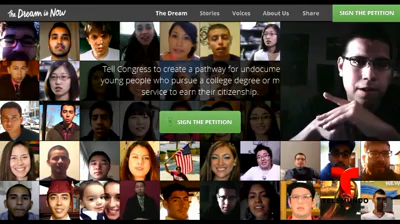 The Dream is Now
The Dream
Stories
Voices
About Us
Share
SIGN THE PETITION
Tell Congress to create a pathway for undocume
young people who pursue a college degree or m
service to earn their citizenship.
SIGN THE PETITION